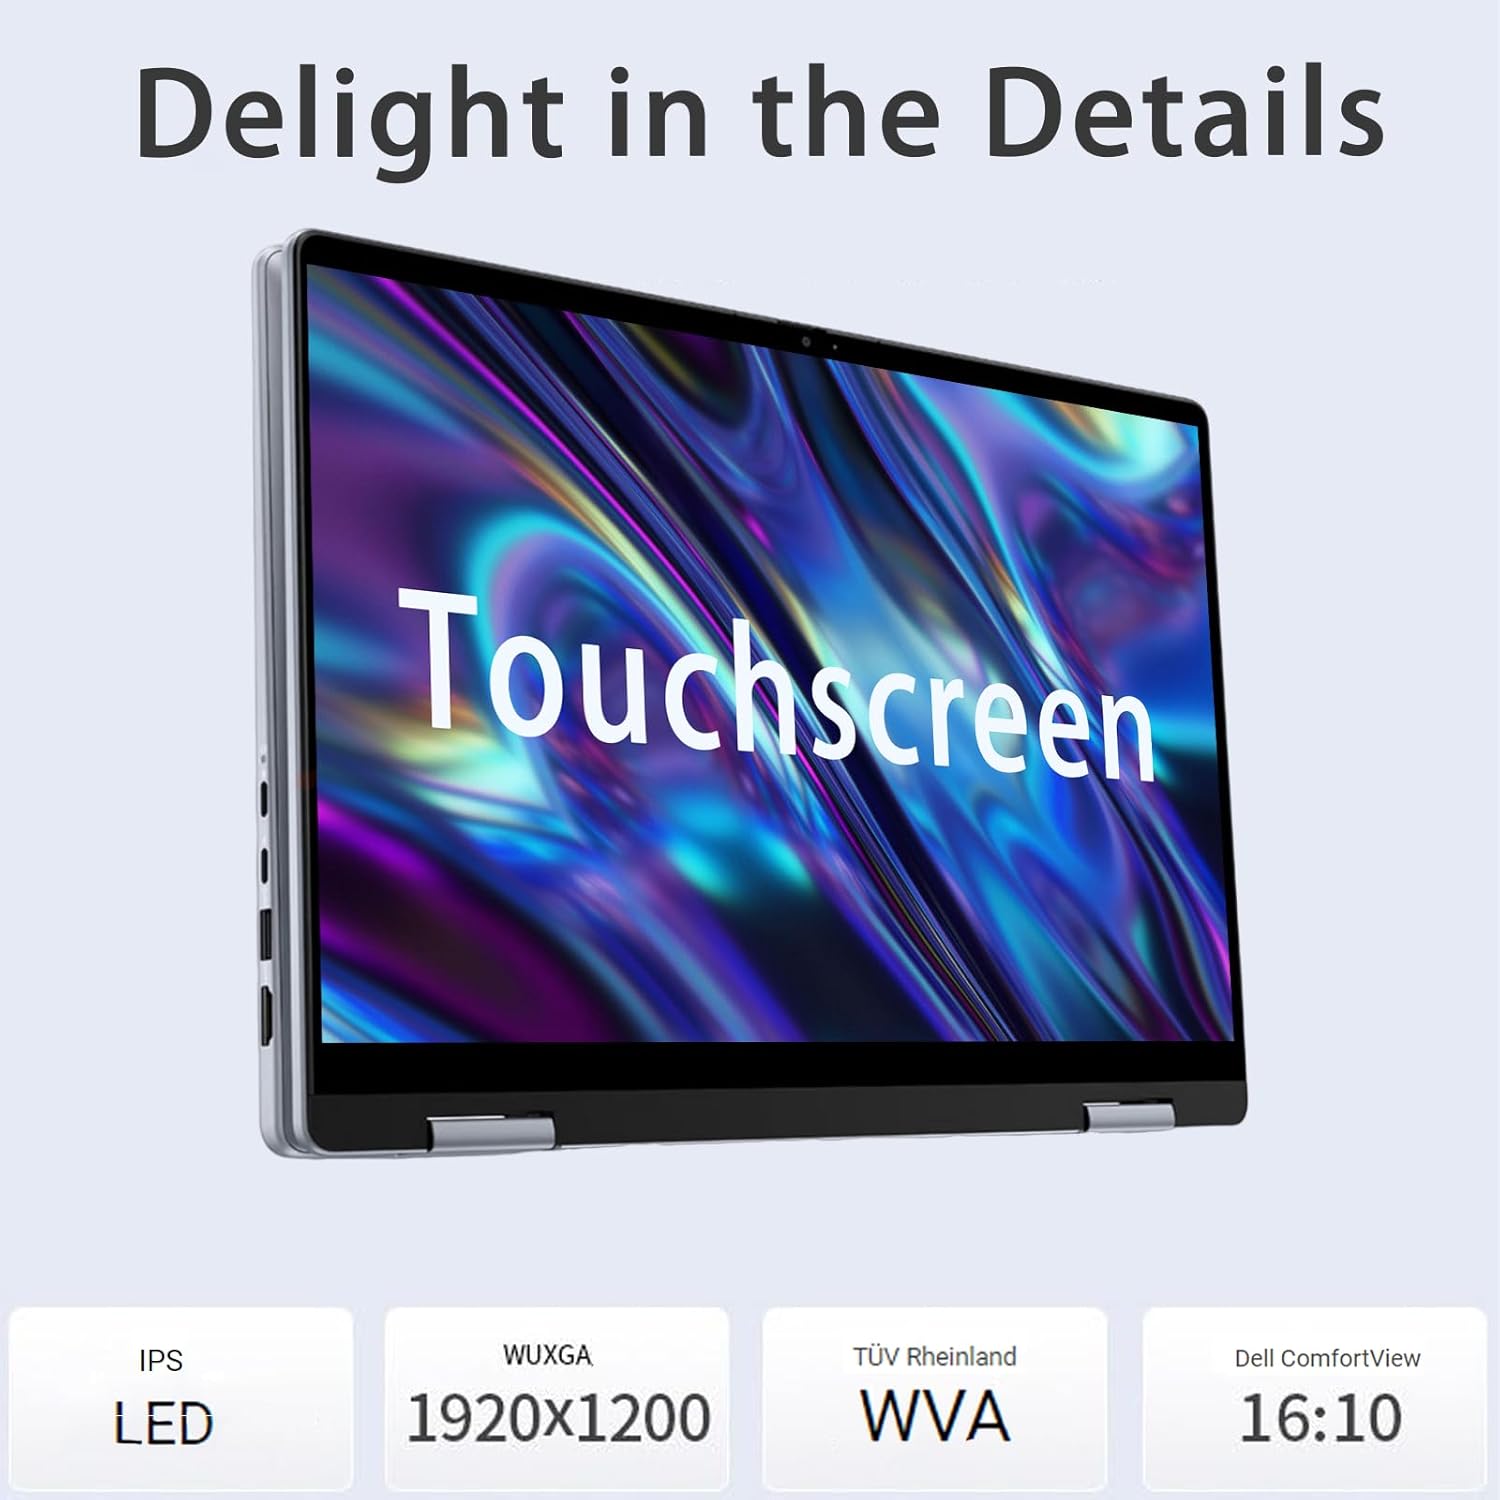 Delight in the Details
Touchscreen
IPS
LED
WUXGA
1920x1200
TÜV Rheinland
WVA
Dell ComfortView
16:10